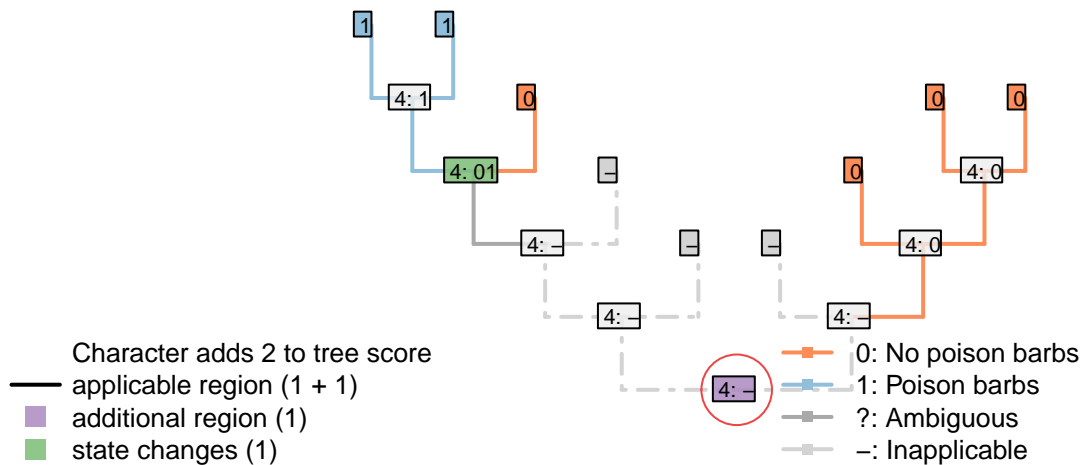 1 1
4: 1 0 0 0
4: 01 – 0 4: 0
4: – – – 4: 0
4: – 4: –
Character adds 2 to tree score 0: No poison barbs
applicable region (1 + 1) 4: – 1: Poison barbs
additional region (1) ?: Ambiguous
state changes (1) –: Inapplicable